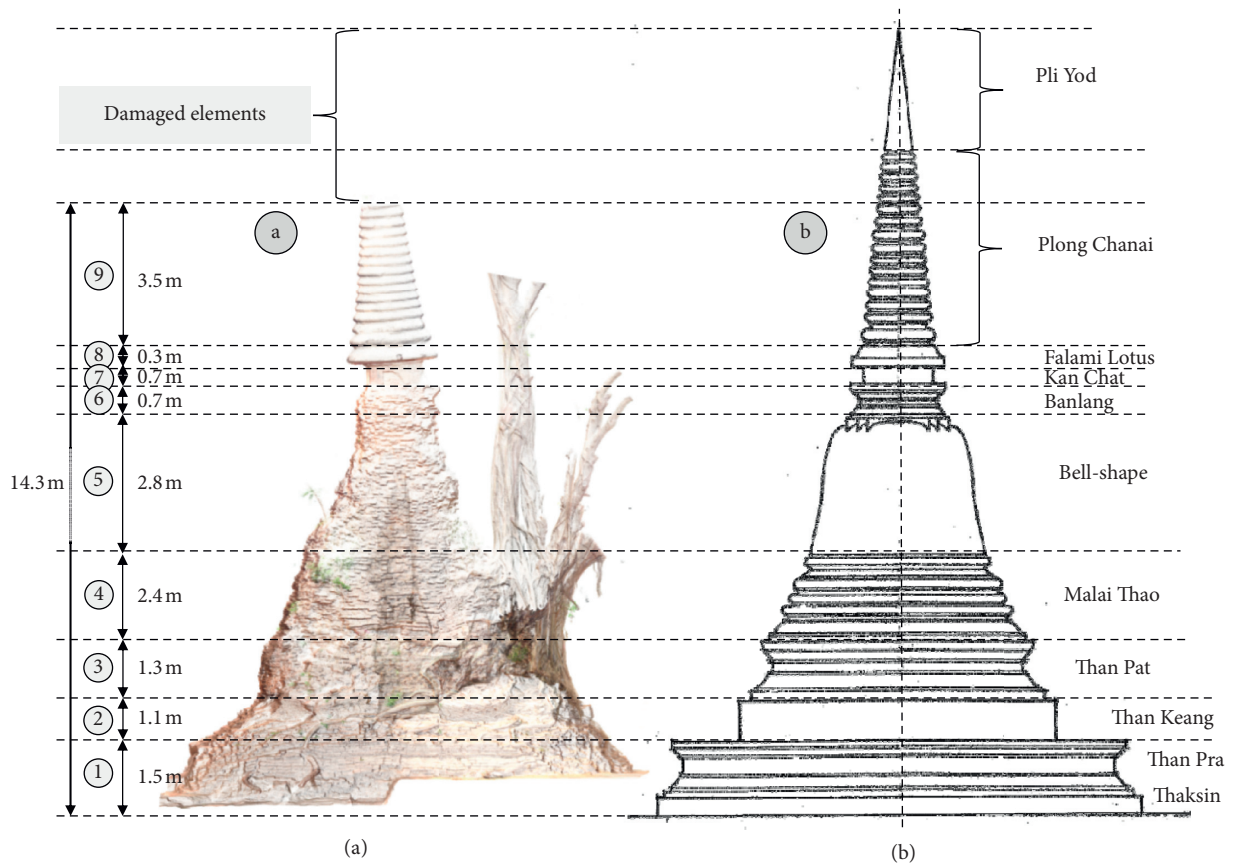 Pli Yod
Damaged elements
a
b
Plong Chanai
9
3.5 m
8
0.3 m
Falami Lotus
7
0.7 m
Kan Chat
6
0.7 m
Banlang
14.3 m
5
2.8 m
Bell-shape
4
2.4 m
Malai Thao
3
1.3 m
Than Pat
2
1.1 m
Than Keang
1
1.5 m
Than Pra
Thaksin
(a)
(b)